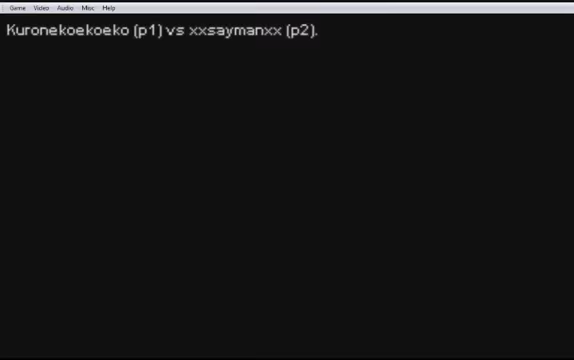 Game Video Audio Misc Help
Kuronekoekoeko (p1) vs xxsaymanxx (p2).